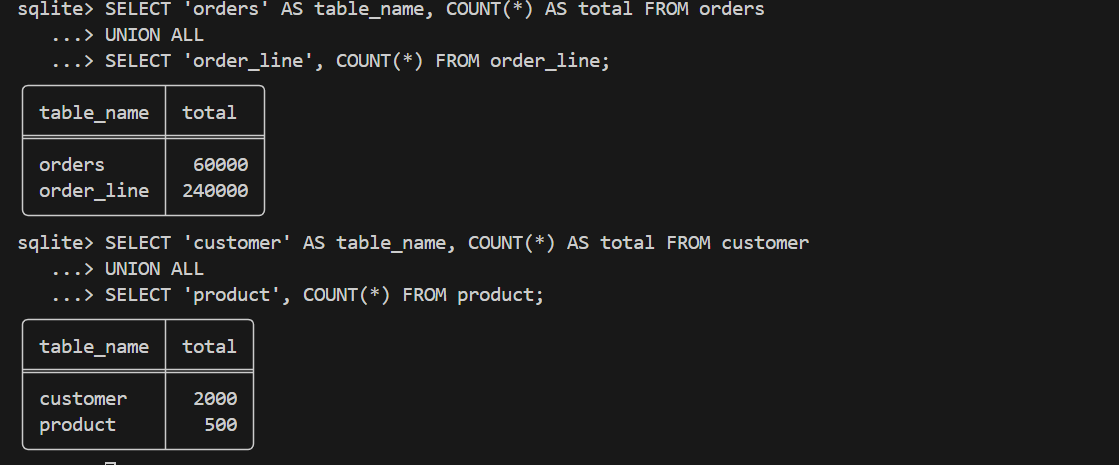 sqlite> SELECT 'orders' AS table_name, COUNT(*) AS total FROM orders
...> UNION ALL
...> SELECT 'order_line', COUNT(*) FROM order_line;
table_name total
orders 60000
order_line 240000
sqlite> SELECT 'customer' AS table_name, COUNT(*) AS total FROM customer
...> UNION ALL
...> SELECT 'product', COUNT(*) FROM product;
table_name total
customer 2000
product 500